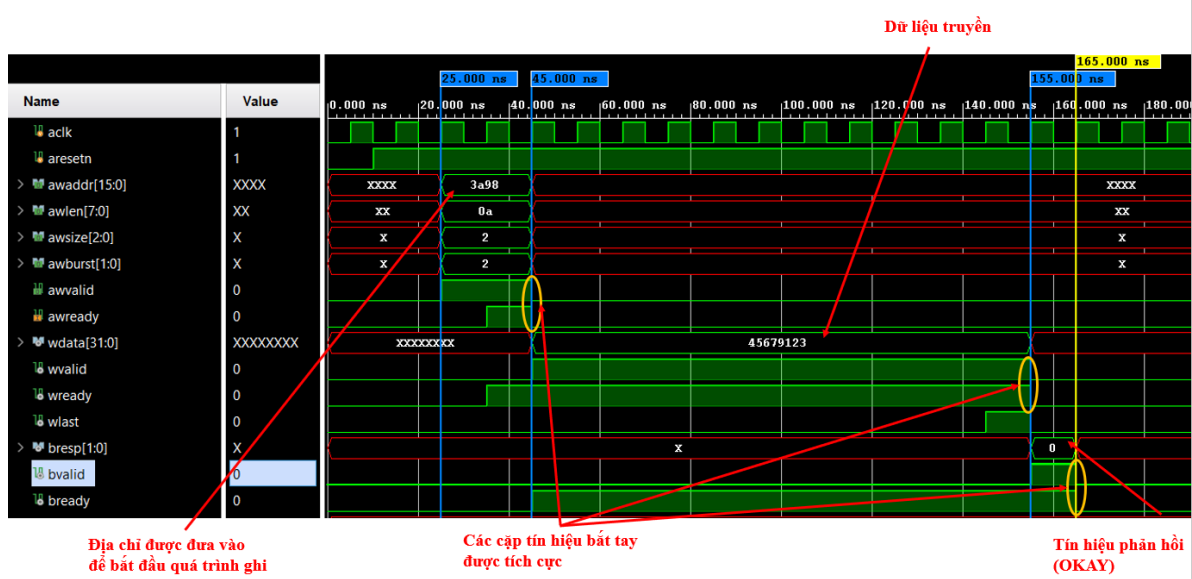 Dữ liệu truyền
165.000 ns
25.000 ns 45.000 ns 155.000 ns
Name Value
0.000 ns 20.000 ns 40.000 ns 60.000 ns 80.000 ns 100.000 ns 120.000 ns 140.000 ns 160.000 ns 180.00
aclk 1
aresetn 1
awaddr[15:0] XXXX XXXX 3a98 XXXX
awlen[7:0] XX XX 0a XX
awsize[2:0] X X 2 X
awburst[1:0] X X 2 X
awvalid 0
awready 0
wdata[31:0] XXXXXXXX XXXXXXXX 45679123
wvalid 0
wready 0
wlast 0
bresp[1:0] X X 0
bvalid 0
bready 0
Địa chỉ được đưa vào
để bắt đầu quá trình ghi
Các cặp tín hiệu bắt tay
được tích cực
Tín hiệu phản hồi
(OKAY)